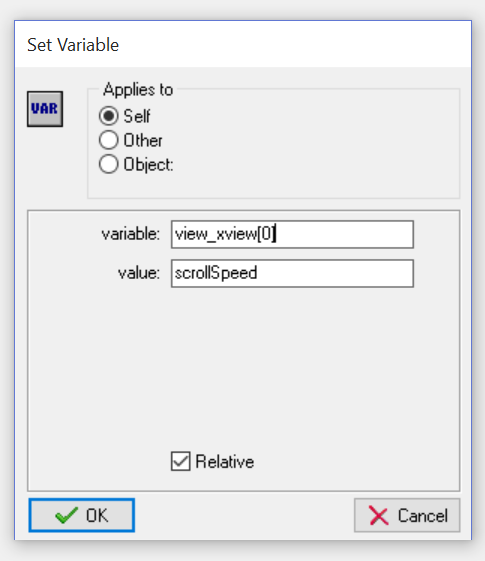 Set Variable
Applies to
VAR
Self
Other
Object:
variable: view_xview[0]
value: scrollSpeed
Relative
OK Cancel